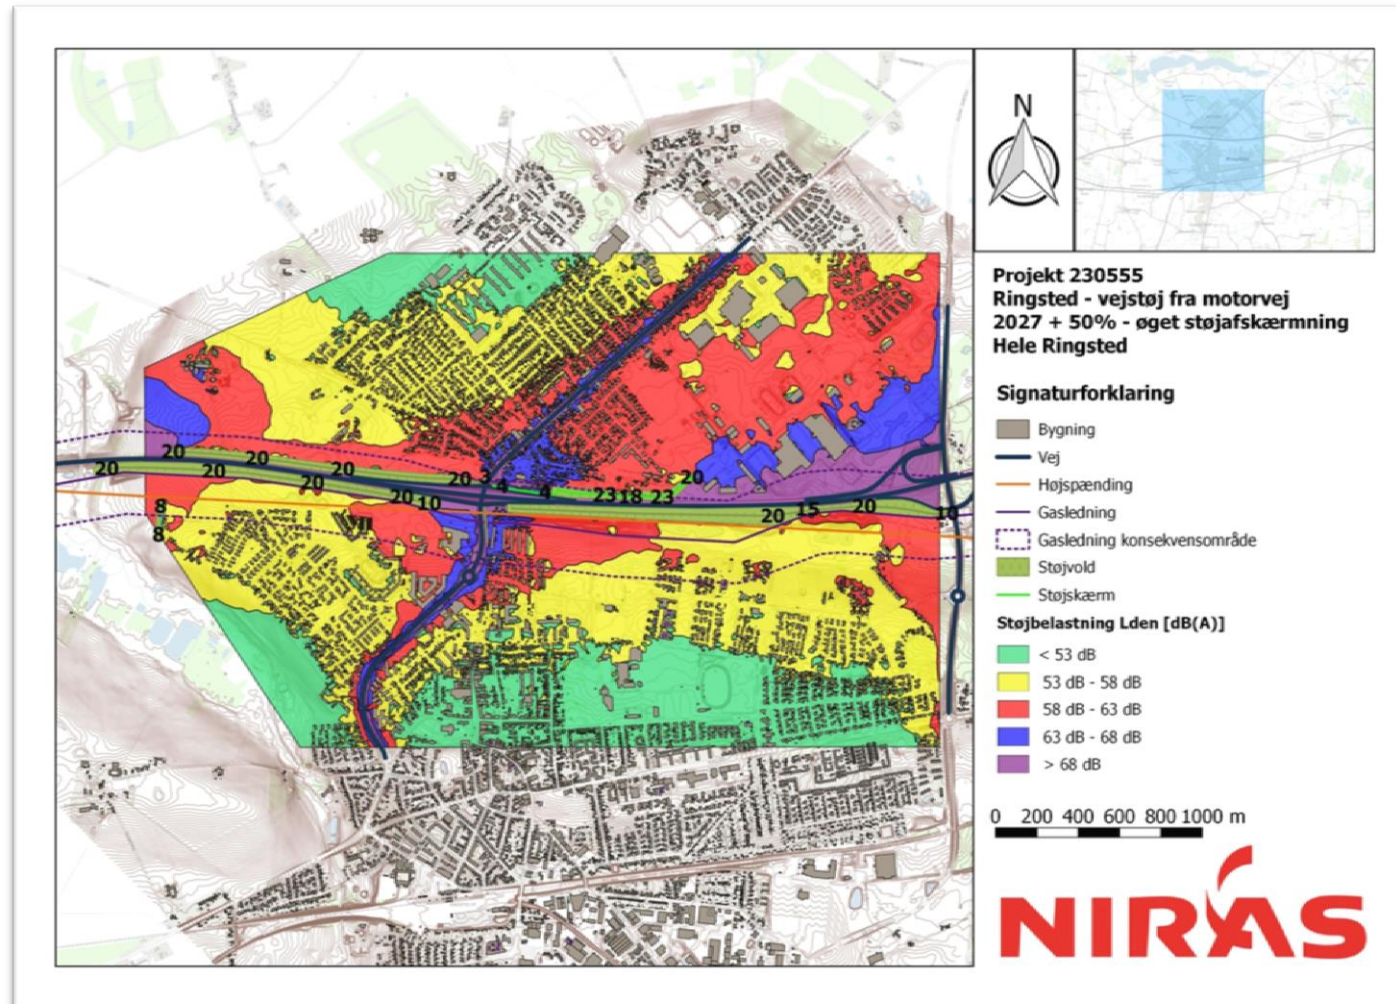 N
Projekt 230555
Ringsted - vejstøj fra motorvej
2027 + 50% - øget støjafskærmning
Hele Ringsted
Signaturforklaring
Bygning
Vej
Højspænding
Gasledning
Gasledning konsekvensområde
Støjvold
Støjskærm
Støjbelastning Lden [dB(A)]
< 53 dB
53 dB - 58 dB
58 dB - 63 dB
63 dB - 68 dB
> 68 dB
0 200 400 600 800 1000 m
NIRAS
20 20 20 20 20 3 20
20 20 20 10 4 4 23 18 23
8 20 15 20 10
8